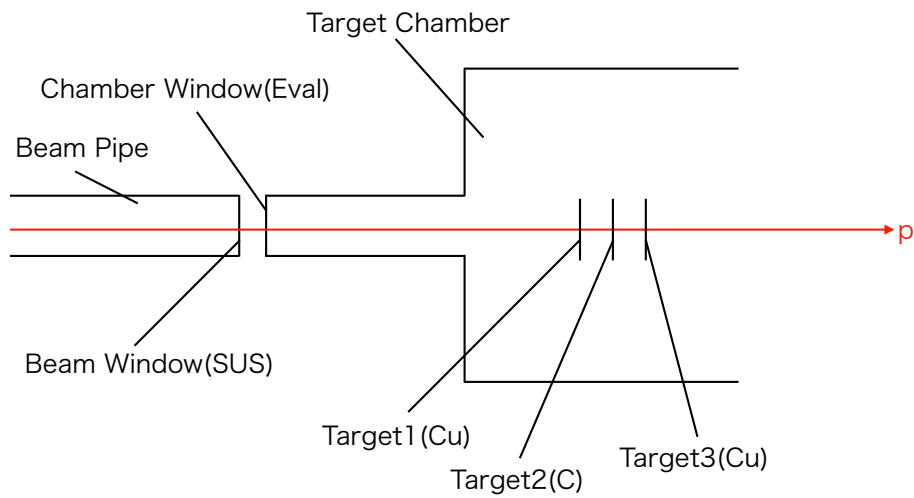 Target Chamber
Chamber Window(Eval)
Beam Pipe
p
Beam Window(SUS)
Target1(Cu)
Target2(C)
Target3(Cu)